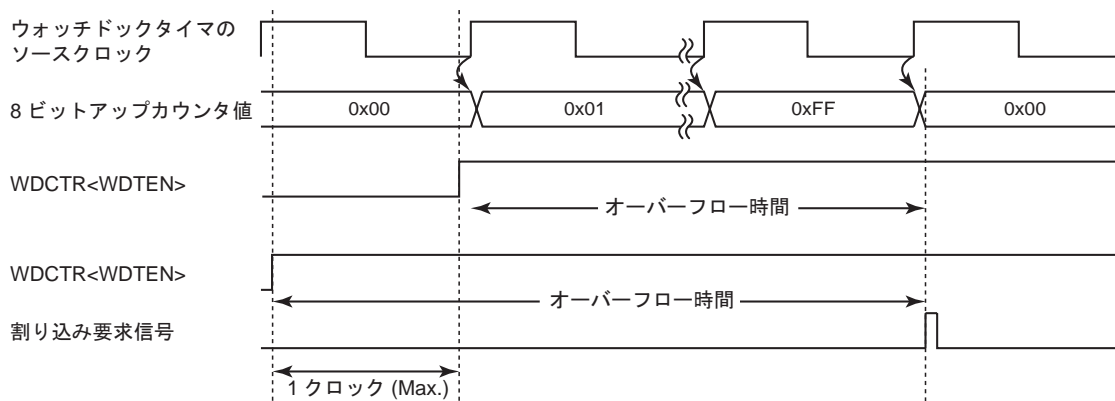 ウォッチドックタイマの
ソースクロック
8 ビットアップカウンタ値
0x00
0x01
0xFF
0x00
WDCTR<WDTEN>
オーバーフロー時間
WDCTR<WDTEN>
オーバーフロー時間
割り込み要求信号
1 クロック (Max.)